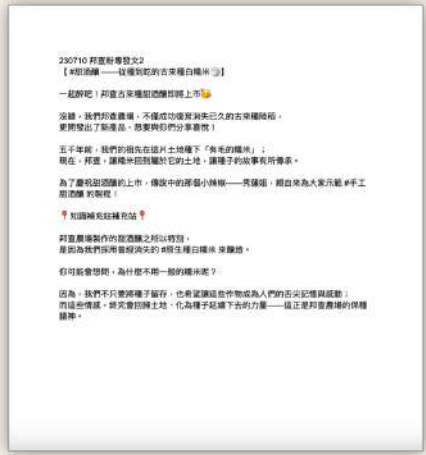 230710 邦查粉專發文2
【 #甜酒釀 ——從種到吃的古來種白糯米🍚】
一起醉吧！邦查古來種甜酒釀即將上市🥳
沒錯，我們邦查農場，不僅成功復育消失已久的古來種陸稻，
更開發出了新產品，想要與你們分享喜悅！
五千年前，我們的祖先在這片土地種下「有毛的糯米」；
現在，邦查，讓糯米回到屬於它的土地，讓種子的故事有所傳承。
為了慶祝甜酒釀的上市，傳說中的那個小辣椒——秀蓮姐，親自來為大家示範 #手工
甜酒釀 的製程！
📍知識補充站補充站📍
邦查農場製作的甜酒釀之所以特別，
是因為我們採用曾經消失的 #原生種白糯米 來釀造。
你可能會想問，為什麼不用一般的糯米呢？
因為，我們不只要將種子留存，也希望讓這些作物成為人們的舌尖記憶與感動；
而這些情感，終究會回歸土地、化為種子延續下去的力量——這正是邦查農場的保種
精神。